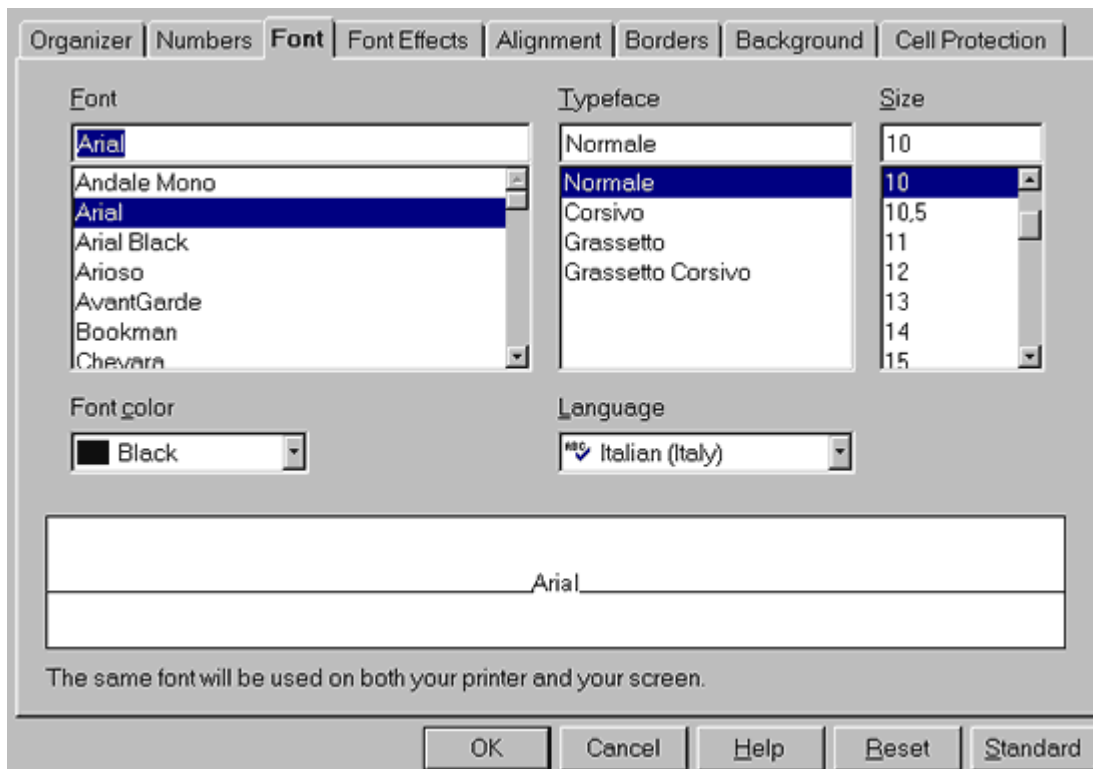 Organizer Numbers Font Font Effects Alignment Borders Background Cell Protection
Font Typeface Size
Arial Normale 10
Andale Mono Normale 10
Arial Corsivo 10,5
Arial Black Grassetto 11
Arioso Grassetto Corsivo 12
AvantGarde 13
Bookman 14
Chevara 15
Font color Language
Black ABC Italian (Italy)
Arial
The same font will be used on both your printer and your screen.
OK Cancel Help Reset Standard